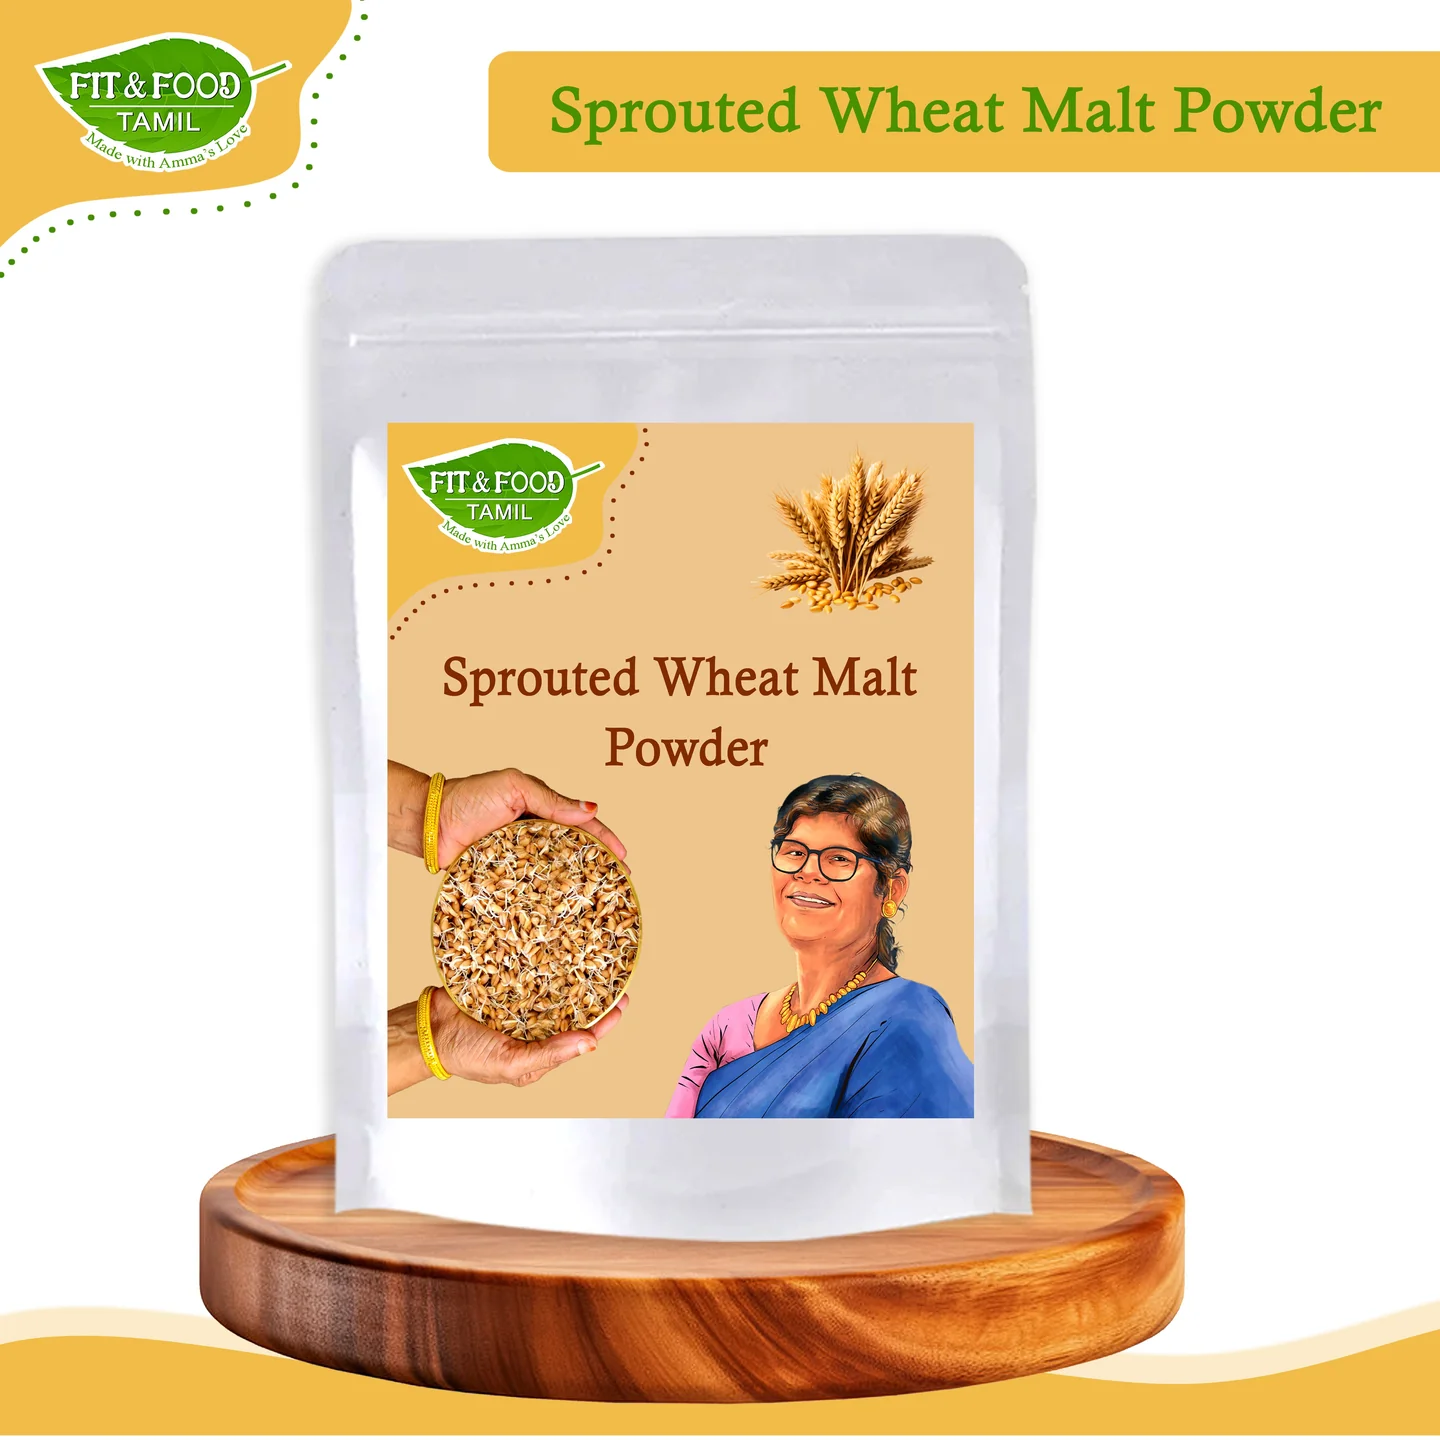 FIT & FOOD
TAMIL
Made with Amma's Love
Sprouted Wheat Malt Powder
FIT & FOOD
TAMIL
Made with Amma's Love
Sprouted Wheat Malt
Powder